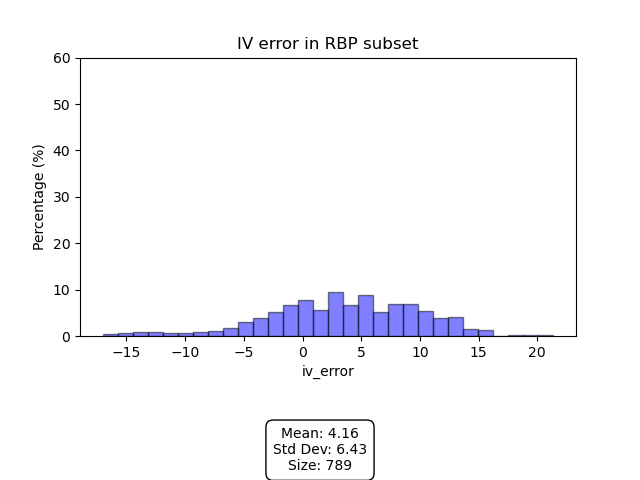 IV error in RBP subset
60
50
40
30
20
10
0
Percentage (%)
−15
−10
−5
0
5
10
15
20
iv_error
Mean: 4.16
Std Dev: 6.43
Size: 789